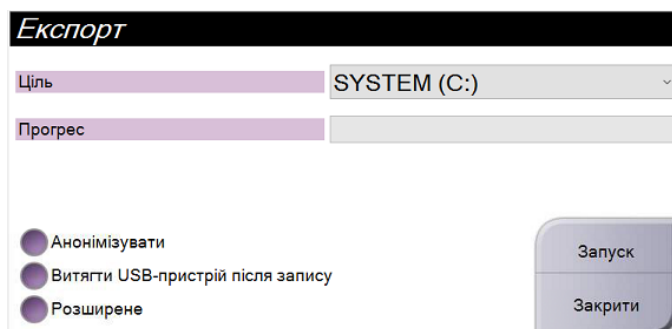 Експорт
Ціль
SYSTEM (C:)
Прогрес
Анонімізувати
Витягти USB-пристрій після запису
Розширене
Запуск
Закрити